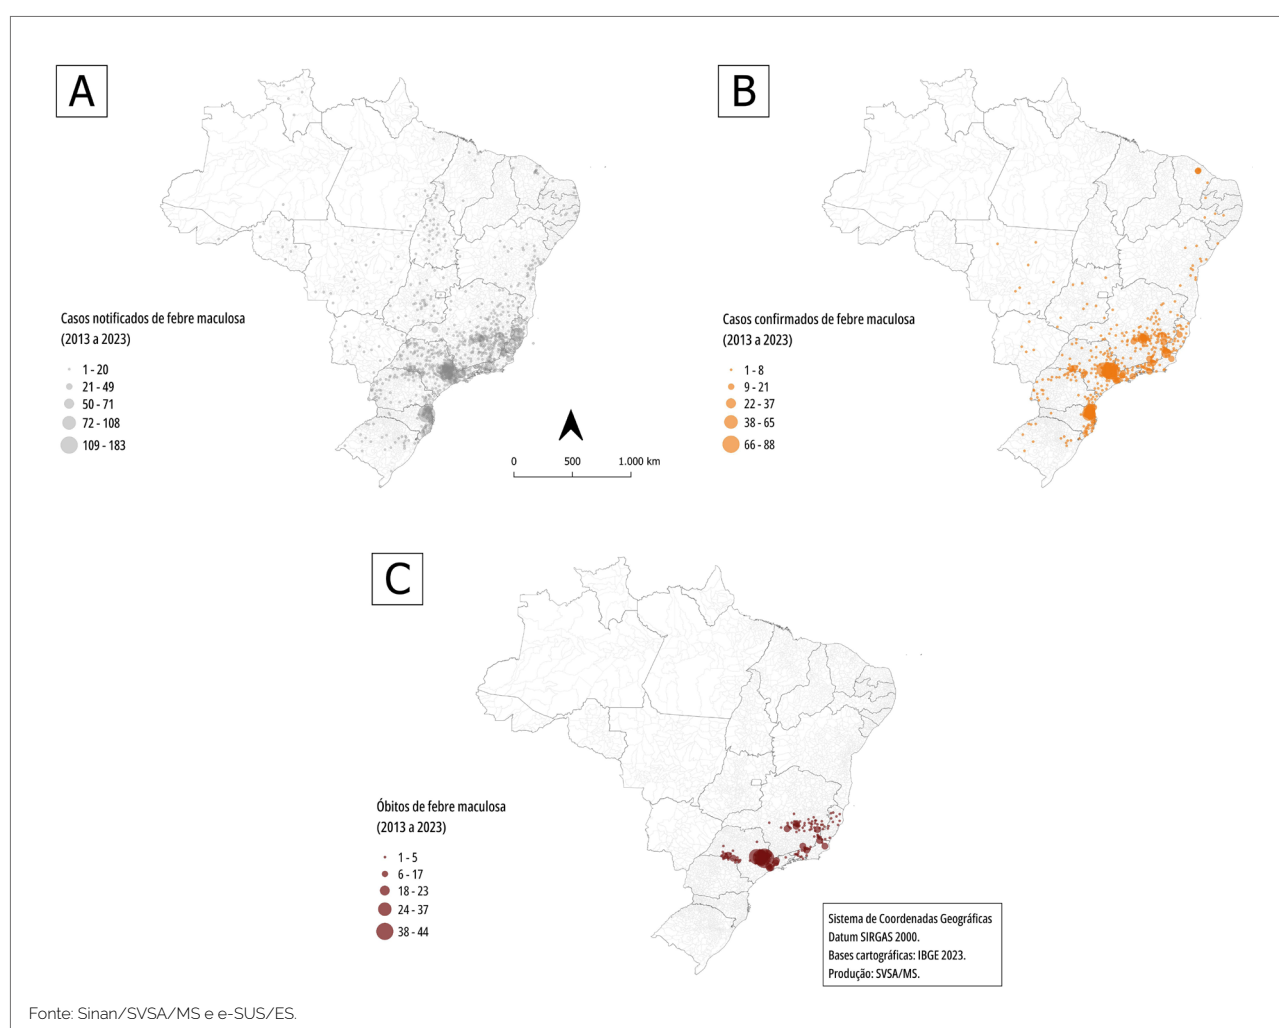 A
Casos notificados de febre maculosa
(2013 a 2023)
1 - 20
21 - 49
50 - 71
72 - 108
109 - 183
0 500 1.000 km
B
Casos confirmados de febre maculosa
(2013 a 2023)
1 - 8
9 - 21
22 - 37
38 - 65
66 - 88
C
Óbitos de febre maculosa
(2013 a 2023)
1 - 5
6 - 17
18 - 23
24 - 37
38 - 44
Sistema de Coordenadas Geográficas
Datum SIRGAS 2000.
Bases cartográficas: IBGE 2023.
Produção: SVSA/MS.
Fonte: Sinan/SVSA/MS e e-SUS/ES.